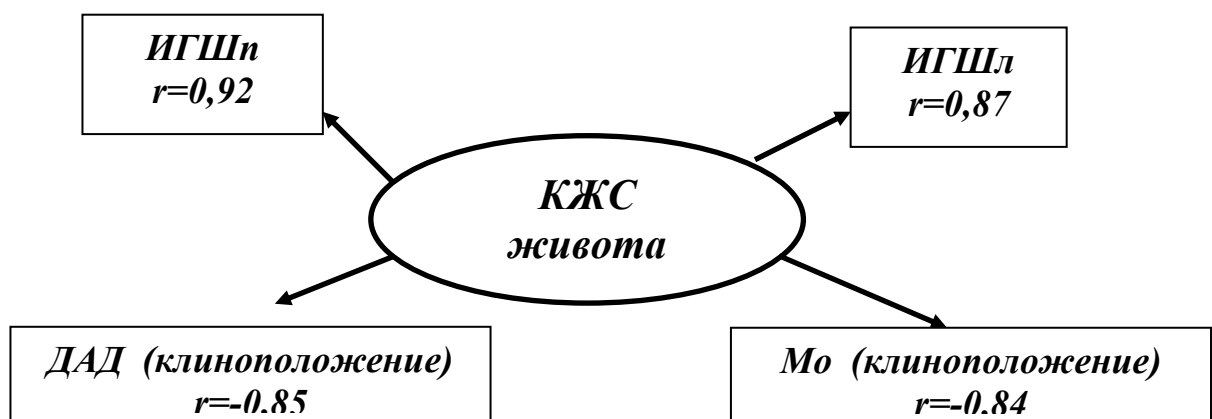 ИГШп
r=0,92
ИГШл
r=0,87
КЖС
живота
ДАД (клиноположение)
r=-0,85
Мо (клиноположение)
r=-0,84